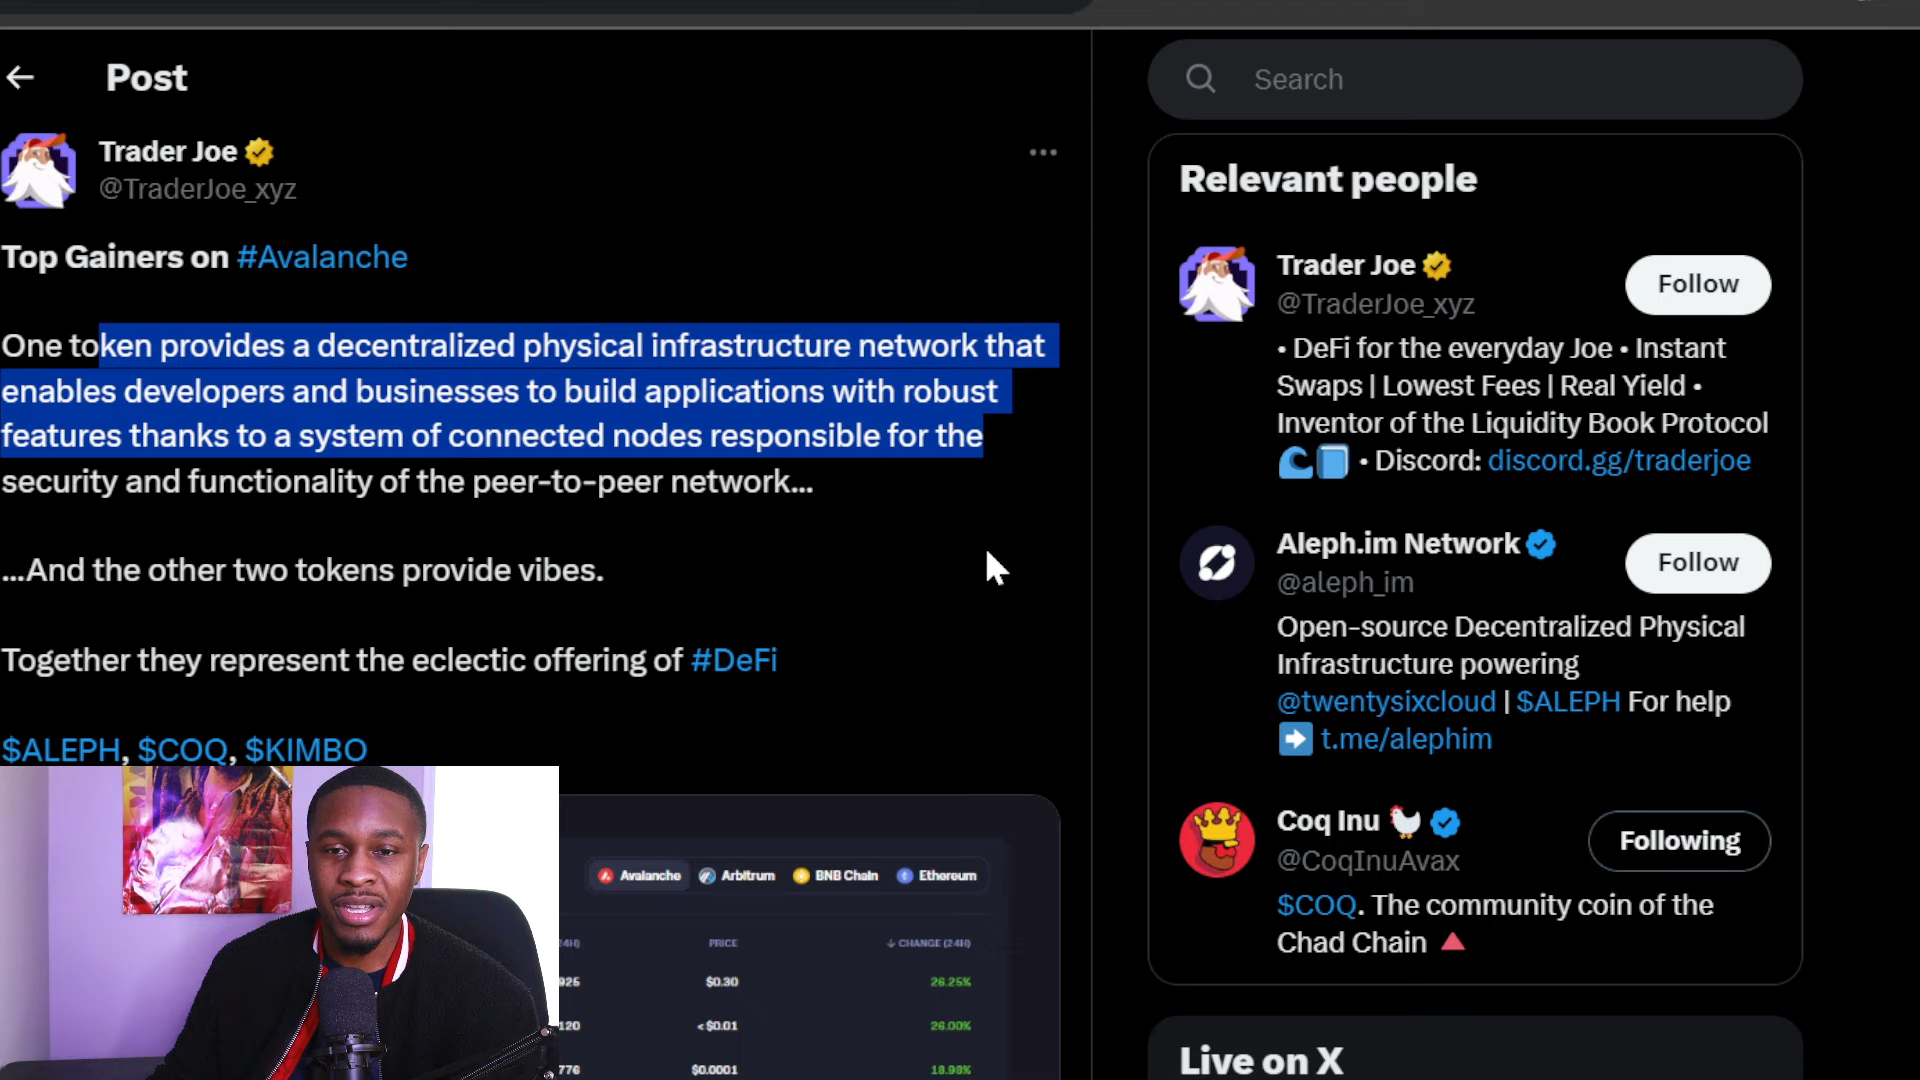 Post
Trader Joe
@TraderJoe_xyz
Top Gainers on #Avalanche
One token provides a decentralized physical infrastructure network that
enables developers and businesses to build applications with robust
features thanks to a system of connected nodes responsible for the
security and functionality of the peer-to-peer network...
...And the other two tokens provide vibes.
Together they represent the eclectic offering of #DeFi
$ALEPH, $COQ, $KIMBO
Avalanche Arbitrum BNB Chain Ethereum
24H) PRICE ↓ CHANGE (24H)
925 $0.30 26.25%
120 <$0.01 26.00%
776 $0.0001 18.98%
Search
Relevant people
Trader Joe
@TraderJoe_xyz
Follow
• DeFi for the everyday Joe • Instant
Swaps | Lowest Fees | Real Yield •
Inventor of the Liquidity Book Protocol
• Discord: discord.gg/traderjoe
Aleph.im Network
@aleph_im
Follow
Open-source Decentralized Physical
Infrastructure powering
@twentysixcloud | $ALEPH For help
t.me/alephim
Coq Inu
@CoqInuAvax
Following
$COQ. The community coin of the
Chad Chain
Live on X